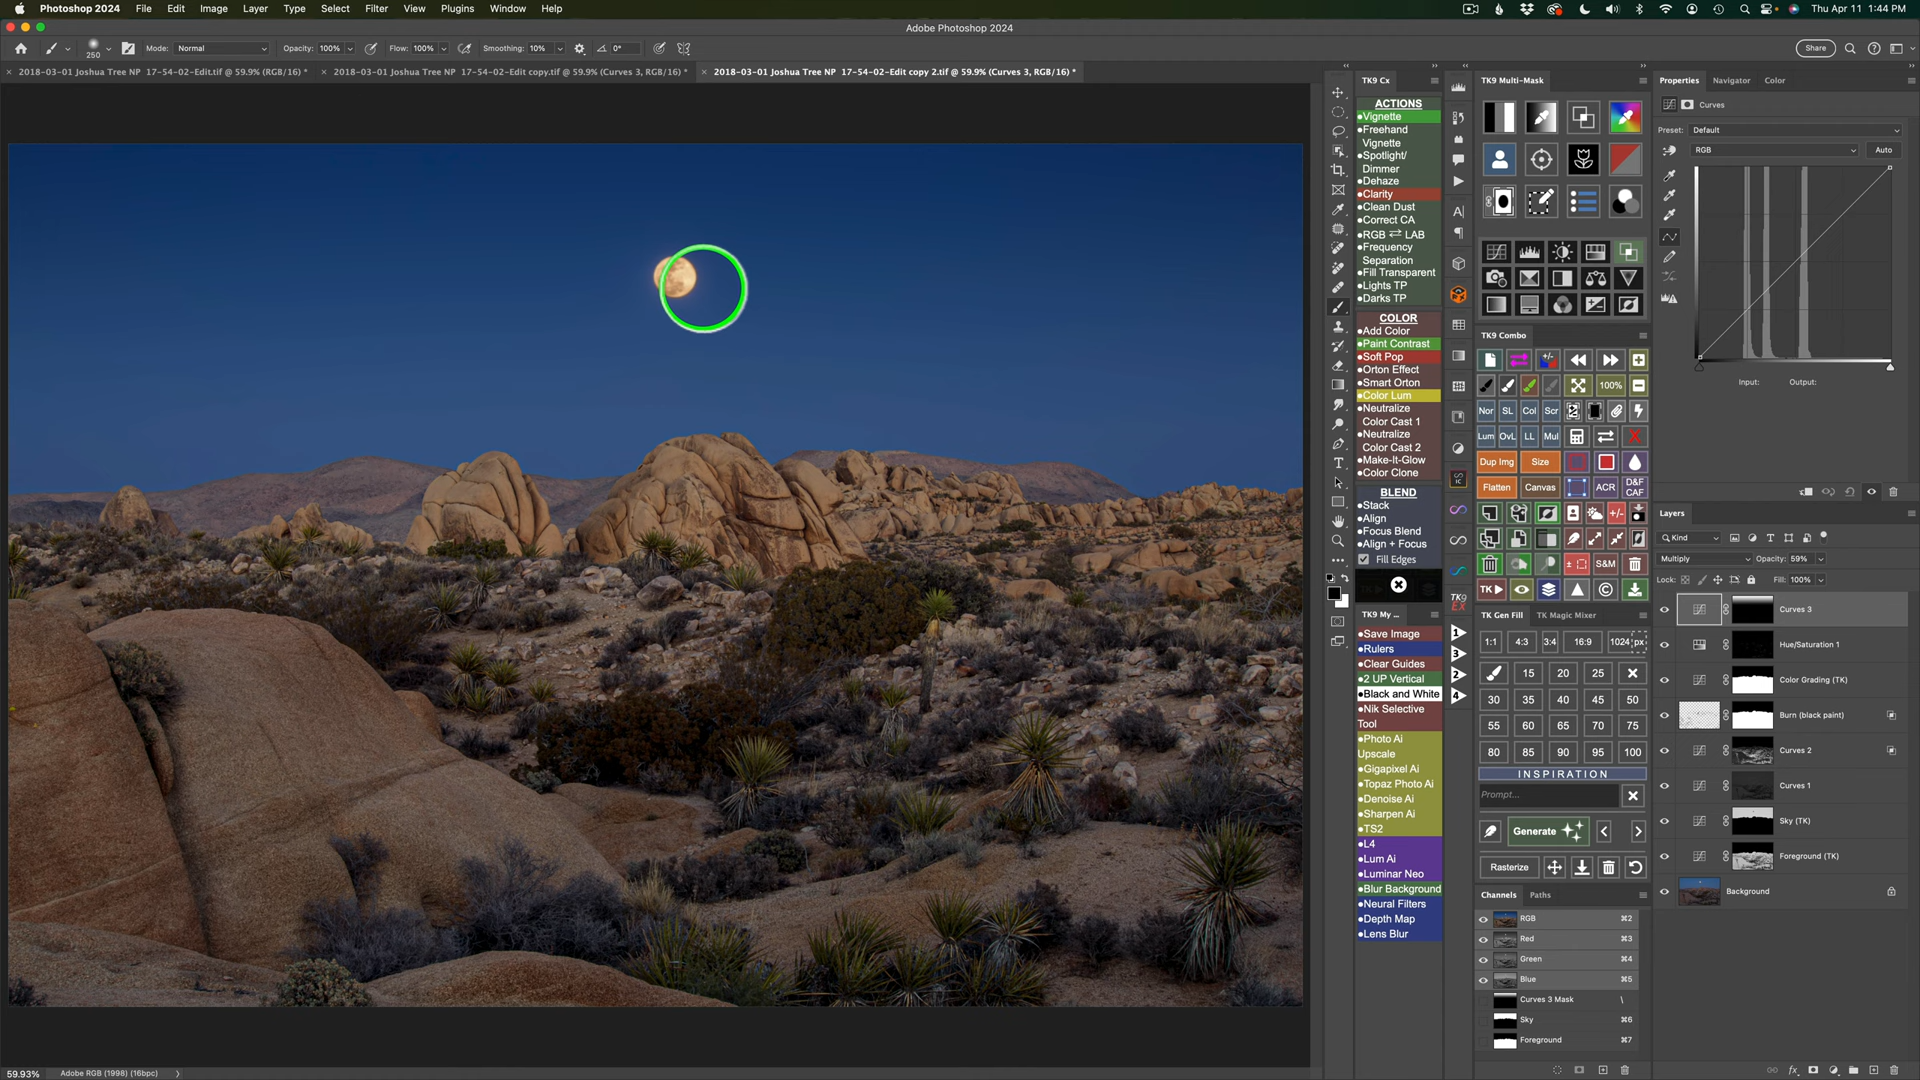 Photoshop 2024 File Edit Image Layer Type Select Filter View Plugins Window Help
Thu Apr 11 1:44 PM
Adobe Photoshop 2024
250
Mode: Normal Opacity: 100% Flow: 100% Smoothing: 10% 0°
Share
2018-03-01 Joshua Tree NP 17-54-02-Edit.tif @ 59.9% (RGB/16) *
2018-03-01 Joshua Tree NP 17-54-02-Edit copy.tif @ 59.9% (Curves 3, RGB/16) *
2018-03-01 Joshua Tree NP 17-54-02-Edit copy 2.tif @ 59.9% (Curves 3, RGB/16) *
TK9 Cx
ACTIONS
Vignette
Freehand
Vignette
Spotlight/
Dimmer
Dehaze
Clarity
Clean Dust
Correct CA
RGB ⇄ LAB
Frequency
Separation
Fill Transparent
Lights TP
Darks TP
COLOR
Add Color
Paint Contrast
Soft Pop
Orton Effect
Smart Orton
Color Lum
Neutralize
Color Cast 1
Neutralize
Color Cast 2
Make-It-Glow
Color Clone
BLEND
Stack
Align
Focus Blend
Align + Focus
Fill Edges
TK9 My ...
Save Image
Rulers
Clear Guides
2 UP Vertical
Black and White
Nik Selective
Tool
Photo Ai
Upscale
Gigapixel Ai
Topaz Photo Ai
Denoise Ai
Sharpen Ai
TS2
L4
Lum Ai
Luminar Neo
Blur Background
Neural Filters
Depth Map
Lens Blur
TK9
EX
1
3
2
4
TK9 Multi-Mask
TK9 Combo
100%
Nor SL Col Scr
Lum OvL LL Mul
Dup Img Size
Flatten Canvas ACR D&F
CAF
+/-
S&M
TK
TK Gen Fill TK Magic Mixer
1:1 4:3 3:4 16:9 1024 px
15 20 25
30 35 40 45 50
55 60 65 70 75
80 85 90 95 100
INSPIRATION
Prompt...
Generate
Rasterize
Channels Paths
RGB ⌘2
Red ⌘3
Green ⌘4
Blue ⌘5
Curves 3 Mask \
Sky ⌘6
Foreground ⌘7
Properties Navigator Color
Curves
Preset: Default
RGB Auto
Input: Output:
Layers
Kind
Multiply Opacity: 59%
Lock: Fill: 100%
Curves 3
Hue/Saturation 1
Color Grading (TK)
Burn (black paint)
Curves 2
Curves 1
Sky (TK)
Foreground (TK)
Background
fx
59.93% Adobe RGB (1998) (16bpc)